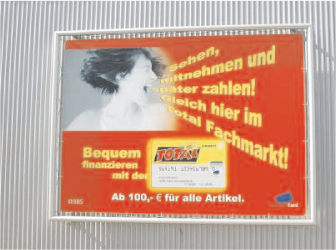 Sehen,
mitnehmen und
später zahlen!
Gleich hier im
total Fachmarkt!
Bequem
finanzieren
mit der
TOTAL
Ab 100,- € für alle Artikel.
Card